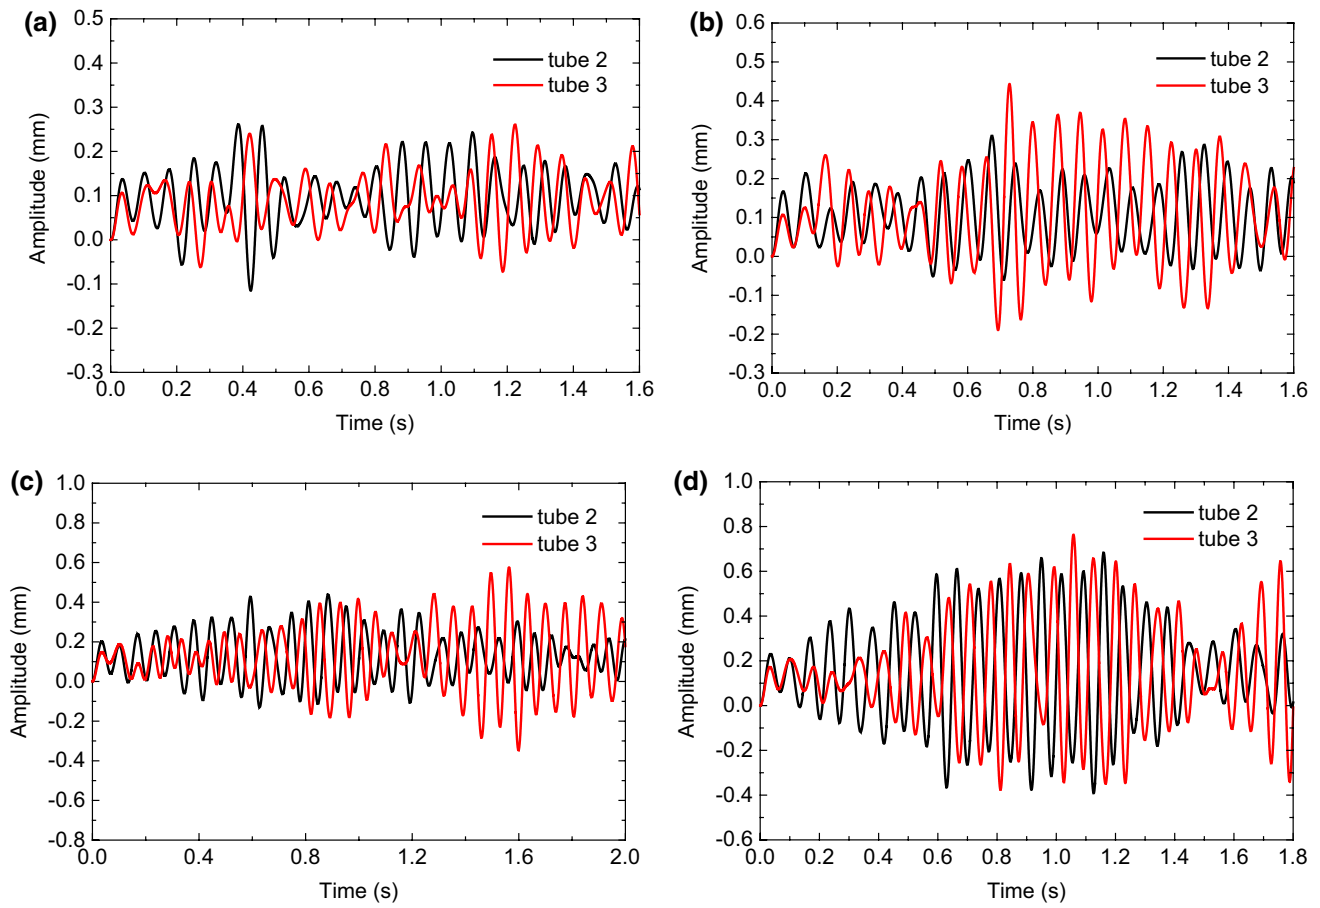 (a)
0.5
0.4
0.3
0.2
0.1
0.0
-0.1
-0.2
-0.3
Amplitude (mm)
tube 2
tube 3
0.0 0.2 0.4 0.6 0.8 1.0 1.2 1.4 1.6
Time (s)
(b)
0.6
0.5
0.4
0.3
0.2
0.1
0.0
-0.1
-0.2
-0.3
Amplitude (mm)
tube 2
tube 3
0.0 0.2 0.4 0.6 0.8 1.0 1.2 1.4 1.6
Time (s)
(c)
1.0
0.8
0.6
0.4
0.2
0.0
-0.2
-0.4
-0.6
-0.8
Amplitude (mm)
tube 2
tube 3
0.0 0.4 0.8 1.2 1.6 2.0
Time (s)
(d)
1.0
0.8
0.6
0.4
0.2
0.0
-0.2
-0.4
-0.6
Amplitude (mm)
tube 2
tube 3
0.0 0.2 0.4 0.6 0.8 1.0 1.2 1.4 1.6 1.8
Time (s)